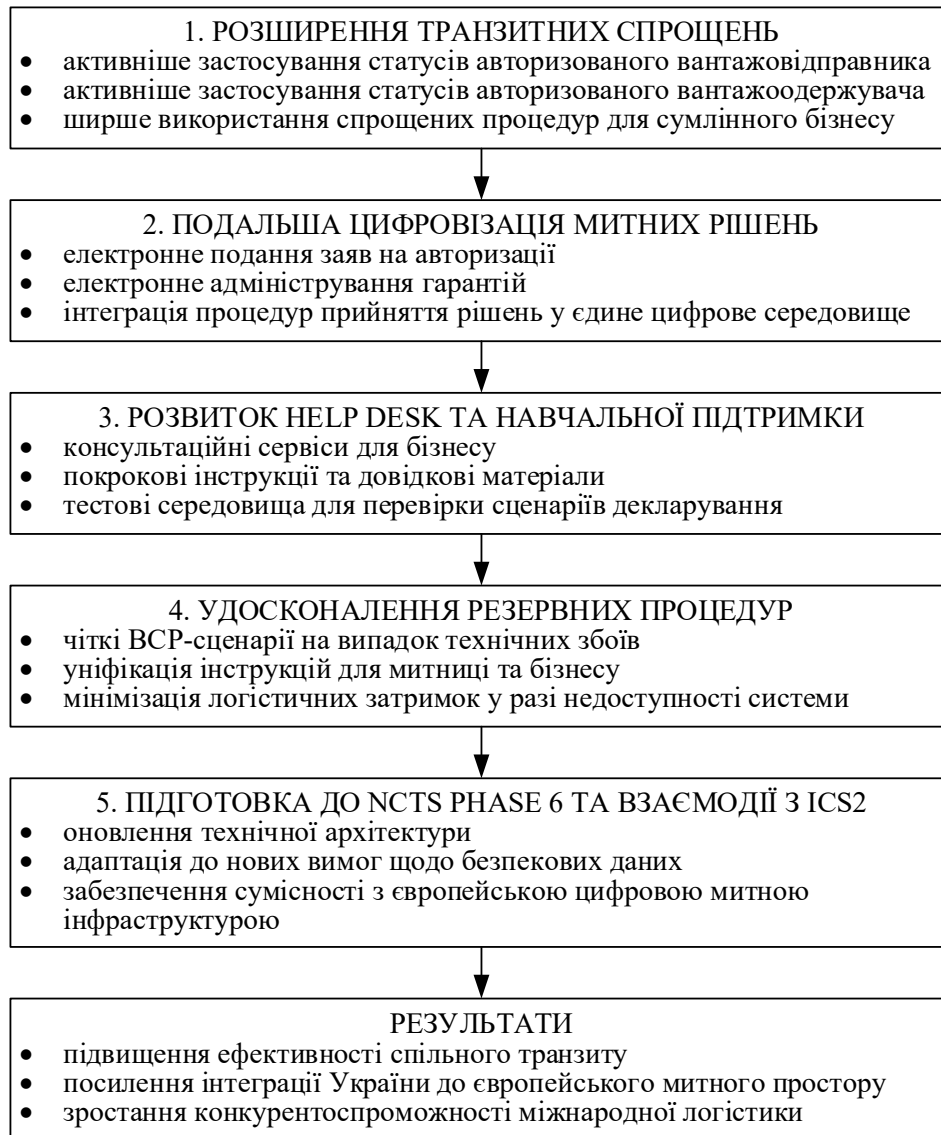 1. РОЗШИРЕННЯ ТРАНЗИТНИХ СПРОЩЕНЬ
• активніше застосування статусів авторизованого вантажовідправника
• активніше застосування статусів авторизованого вантажоодержувача
• ширше використання спрощених процедур для сумлінного бізнесу
2. ПОДАЛЬША ЦИФРОВІЗАЦІЯ МИТНИХ РІШЕНЬ
• електронне подання заяв на авторизації
• електронне адміністрування гарантій
• інтеграція процедур прийняття рішень у єдине цифрове середовище
3. РОЗВИТОК HELP DESK ТА НАВЧАЛЬНОЇ ПІДТРИМКИ
• консультаційні сервіси для бізнесу
• покрокові інструкції та довідкові матеріали
• тестові середовища для перевірки сценаріїв декларування
4. УДОСКОНАЛЕННЯ РЕЗЕРВНИХ ПРОЦЕДУР
• чіткі BCP-сценарії на випадок технічних збоїв
• уніфікація інструкцій для митниці та бізнесу
• мінімізація логістичних затримок у разі недоступності системи
5. ПІДГОТОВКА ДО NCTS PHASE 6 ТА ВЗАЄМОДІЇ З ICS2
• оновлення технічної архітектури
• адаптація до нових вимог щодо безпекових даних
• забезпечення сумісності з європейською цифровою митною
інфраструктурою
РЕЗУЛЬТАТИ
• підвищення ефективності спільного транзиту
• посилення інтеграції України до європейського митного простору
• зростання конкурентоспроможності міжнародної логістики